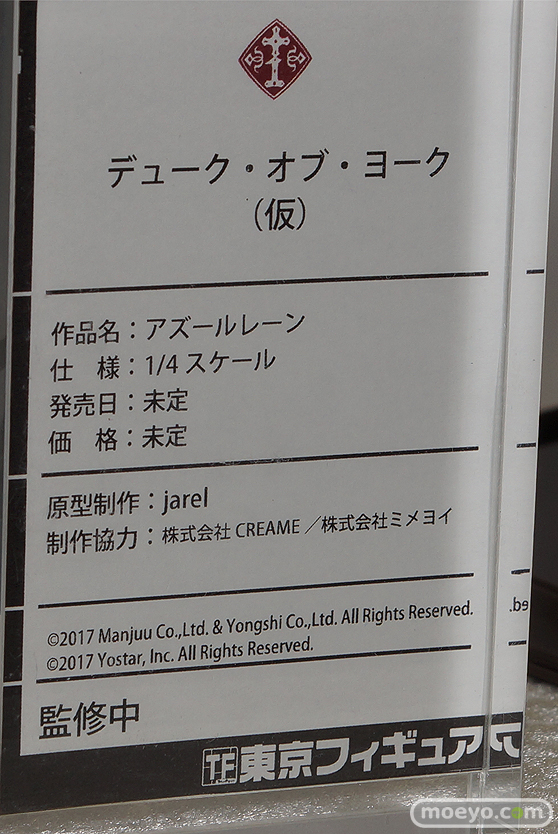 デューク・オブ・ヨーク
（仮）
作品名：アズールレーン
仕　様：1/4 スケール
発売日：未定
価　格：未定
原型制作：jarel
制作協力：株式会社 CREAME ／株式会社ミメヨイ
©2017 Manjuu Co.,Ltd. & Yongshi Co.,Ltd. All Rights Reserved.
©2017 Yostar, Inc. All Rights Reserved.
ed.
監修中
TF 東京フィギュア
moeyo.com